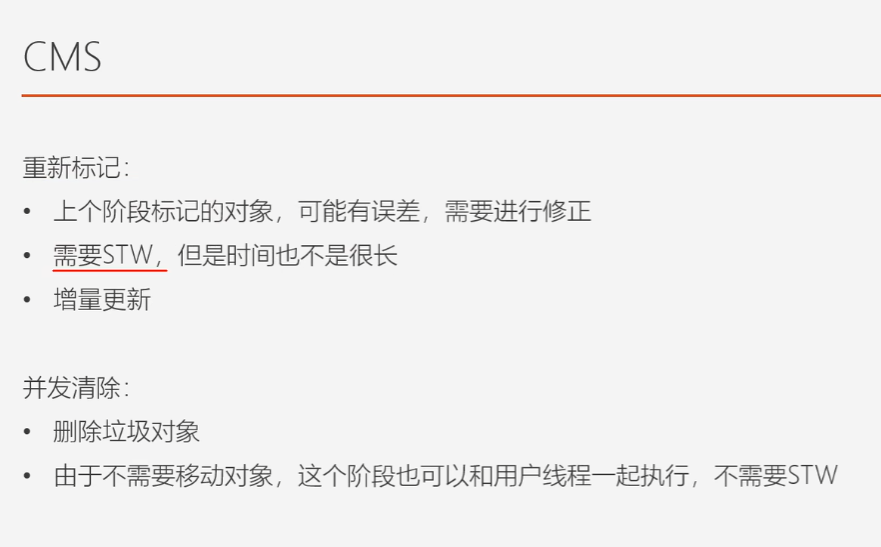 CMS
重新标记：
• 上个阶段标记的对象，可能有误差，需要进行修正
• 需要STW，但是时间也不是很长
• 增量更新
并发清除：
• 删除垃圾对象
• 由于不需要移动对象，这个阶段也可以和用户线程一起执行，不需要STW